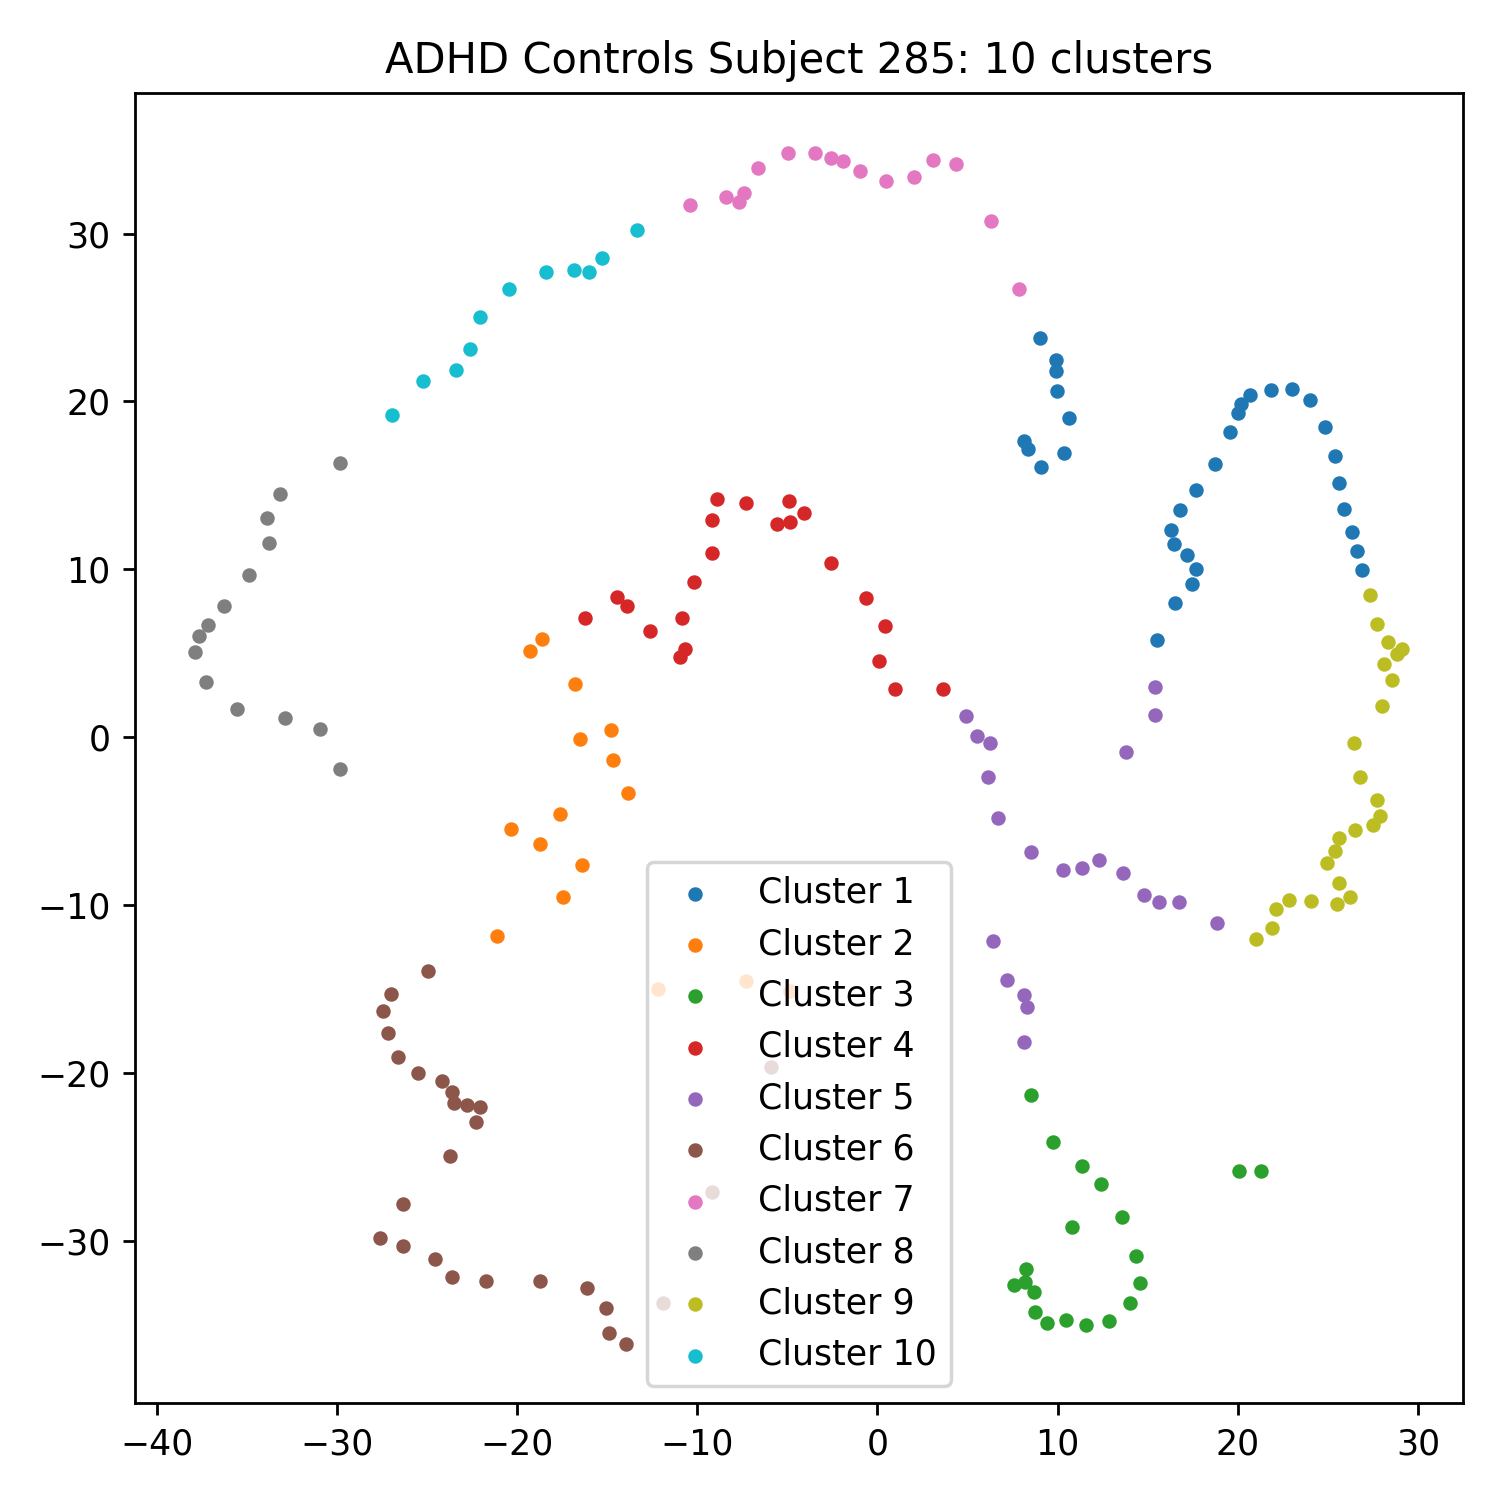 ADHD Controls Subject 285: 10 clusters
30
20
10
0
−10
−20
−30
Cluster 1
Cluster 2
Cluster 3
Cluster 4
Cluster 5
Cluster 6
Cluster 7
Cluster 8
Cluster 9
Cluster 10
−40 −30 −20 −10 0 10 20 30